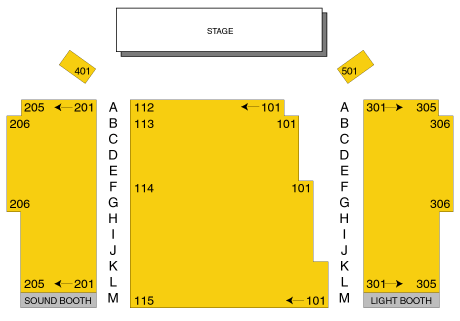 STAGE
401 501
205 ←201 A 112 ←101 A 301→ 305
206 B 113 101 B 306
C C
D D
E E
F 114 101 F
206 G G 306
H H
I I
J J
K K
205 ←201 L L 301→ 305
SOUND BOOTH M 115 ←101 M LIGHT BOOTH